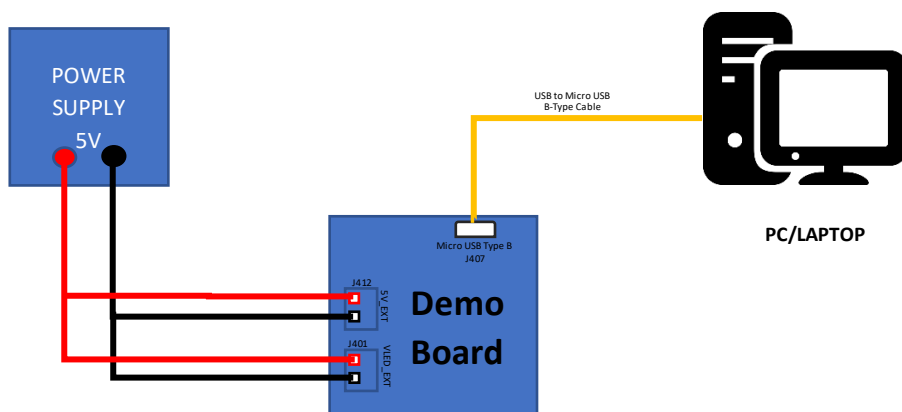 POWER
SUPPLY
5V
USB to Micro USB
B-Type Cable
PC/LAPTOP
Micro USB Type B
J407
J412
5V_EXT
Demo
Board
J401
VLED_EXT